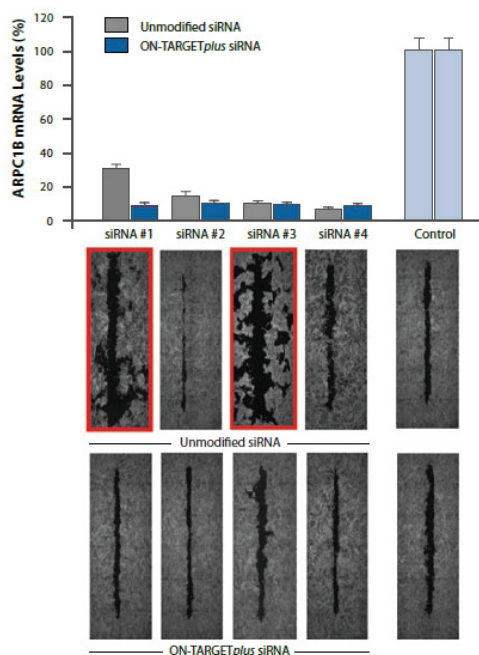 120
100
80
60
40
20
0
ARPC1B mRNA Levels (%)
Unmodified siRNA
ON-TARGETplus siRNA
siRNA #1 siRNA #2 siRNA #3 siRNA #4 Control
Unmodified siRNA
ON-TARGETplus siRNA